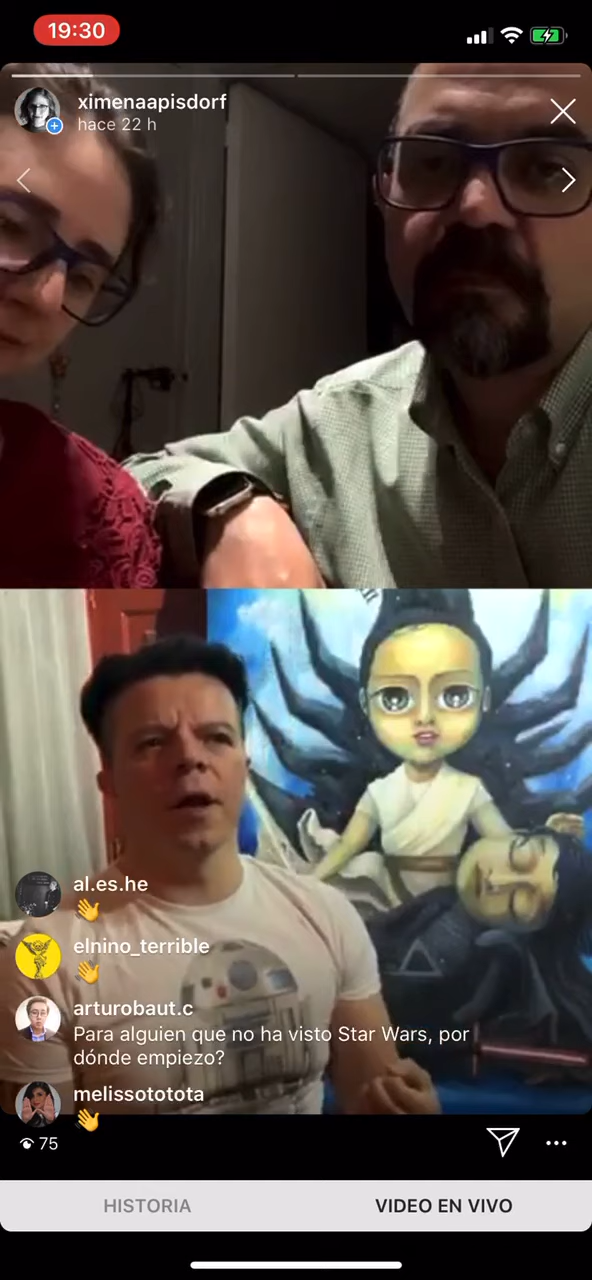 19:30
ximenaapisdorf
hace 22 h
al.es.he
👋
elnino_terrible
👋
arturobaut.c
Para alguien que no ha visto Star Wars, por
dónde empiezo?
melissototota
👋
75
HISTORIA
VIDEO EN VIVO